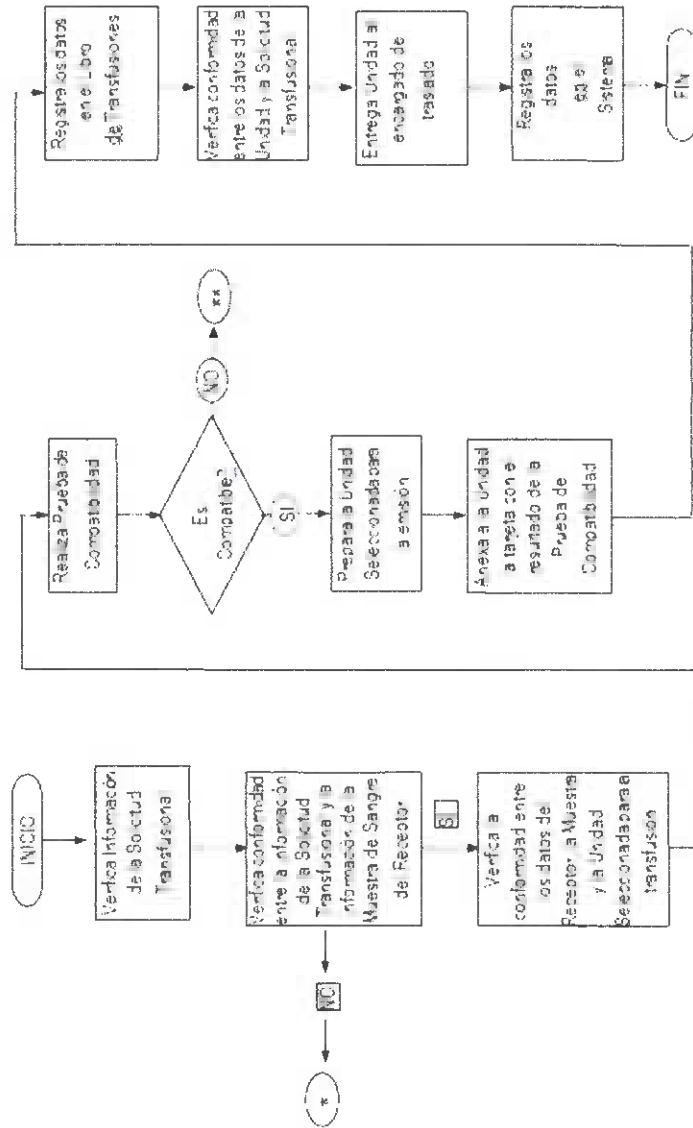 INICIO
Verifica Información
de la Solicitud
Transfusional
Verifica conformidad
entre la información
de la Solicitud
Transfusional y la
información de la
Muestra de Sangre
del Receptor
NO
*
SI
Verifica la
conformidad entre
los datos del
Receptor, la Muestra
y la Unidad
Seleccionada para la
transfusión
Realiza Prueba de
Compatibilidad
Es
Compatible?
NO
**
SI
Prepara la Unidad
Seleccionada para
la emisión
Anexa a la Unidad
la tarjeta con el
resultado de la
Prueba de
Compatibilidad
Registra los datos
en el Libro
de Transfusiones
Verifica conformidad
entre los datos de la
Unidad y la Solicitud
Transfusional
Entrega Unidad al
encargado de
traslado
Registra los
datos
en el
Sistema
FIN